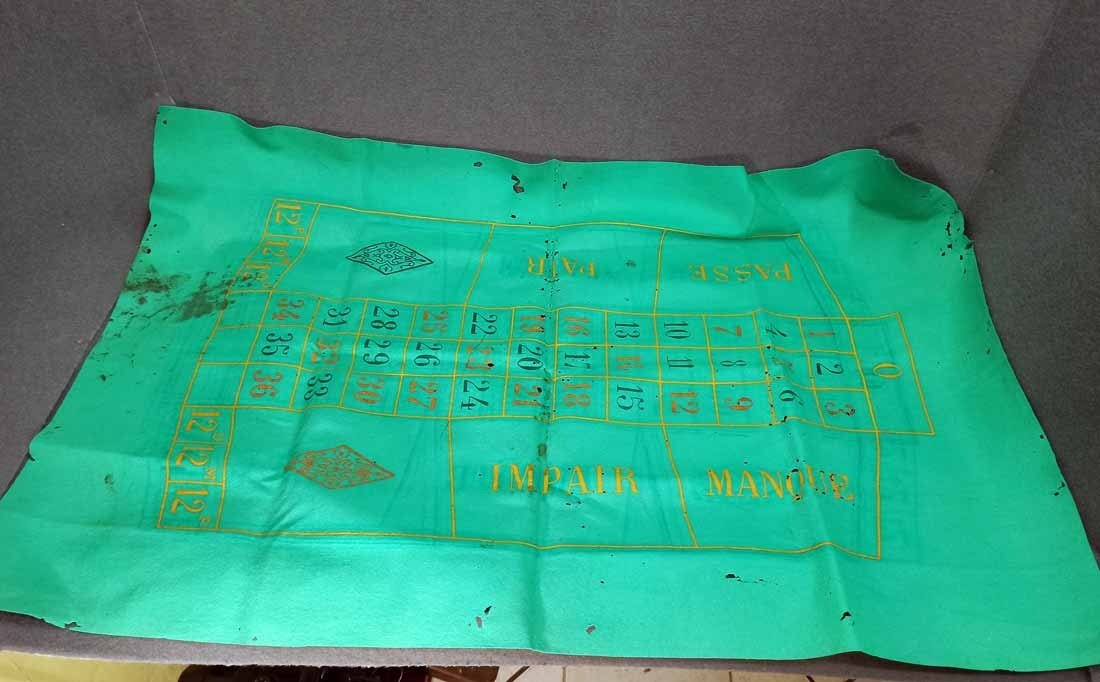 PASSE
PAIR
0
1 2 3
4 5 6
7 8 9
10 11 12
13 14 15
16 17 18
19 20 21
22 23 24
25 26 27
28 29 30
31 32 33
34 35 36
12ᴾ 12ᴹ 12ᴰ
12ᴰ 12ᴹ 12ᴾ
IMPAIR
MANQUE